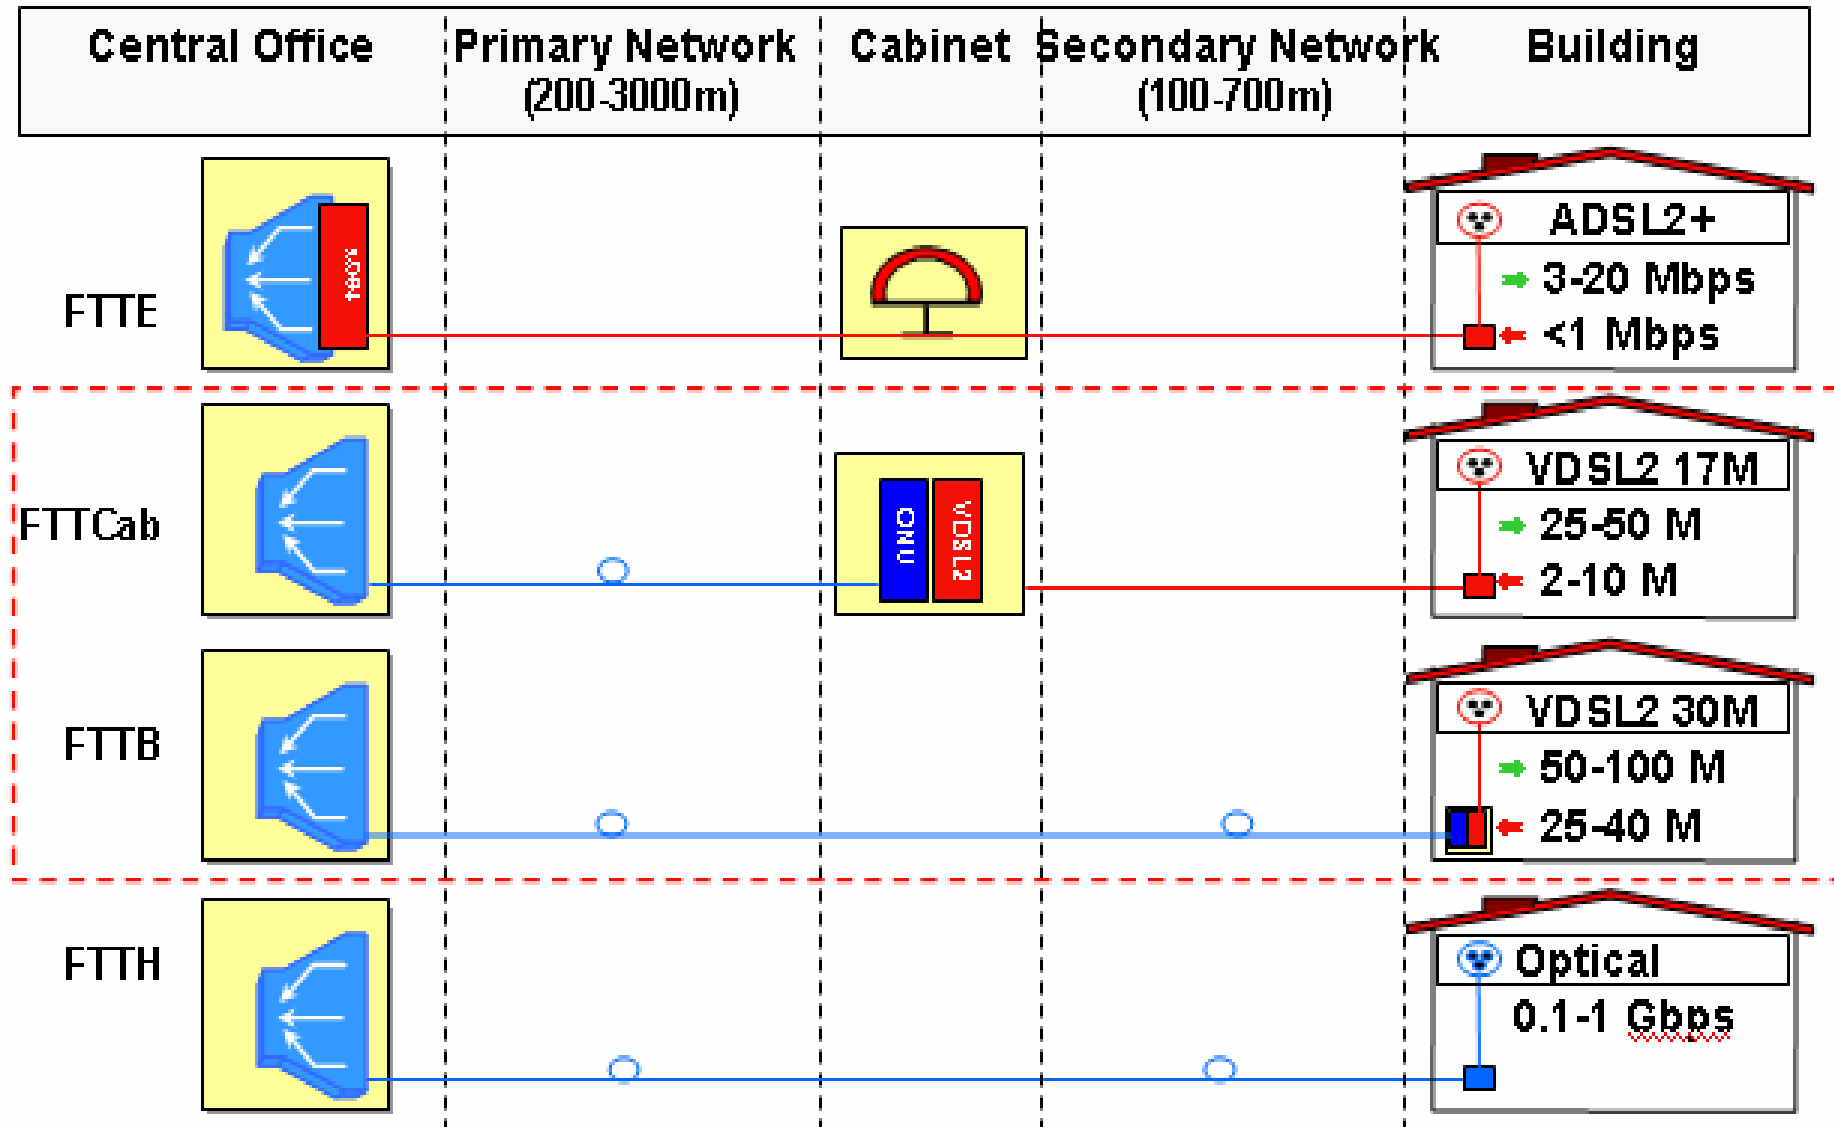 Central Office
Primary Network
(200-3000m)
Cabinet
Secondary Network
(100-700m)
Building
FTTE
ADSL2+
3-20 Mbps
<1 Mbps
FTTCab
ONU
VDSL2
VDSL2 17M
25-50 M
2-10 M
FTTB
VDSL2 30M
50-100 M
25-40 M
FTTH
Optical
0.1-1 Gbps